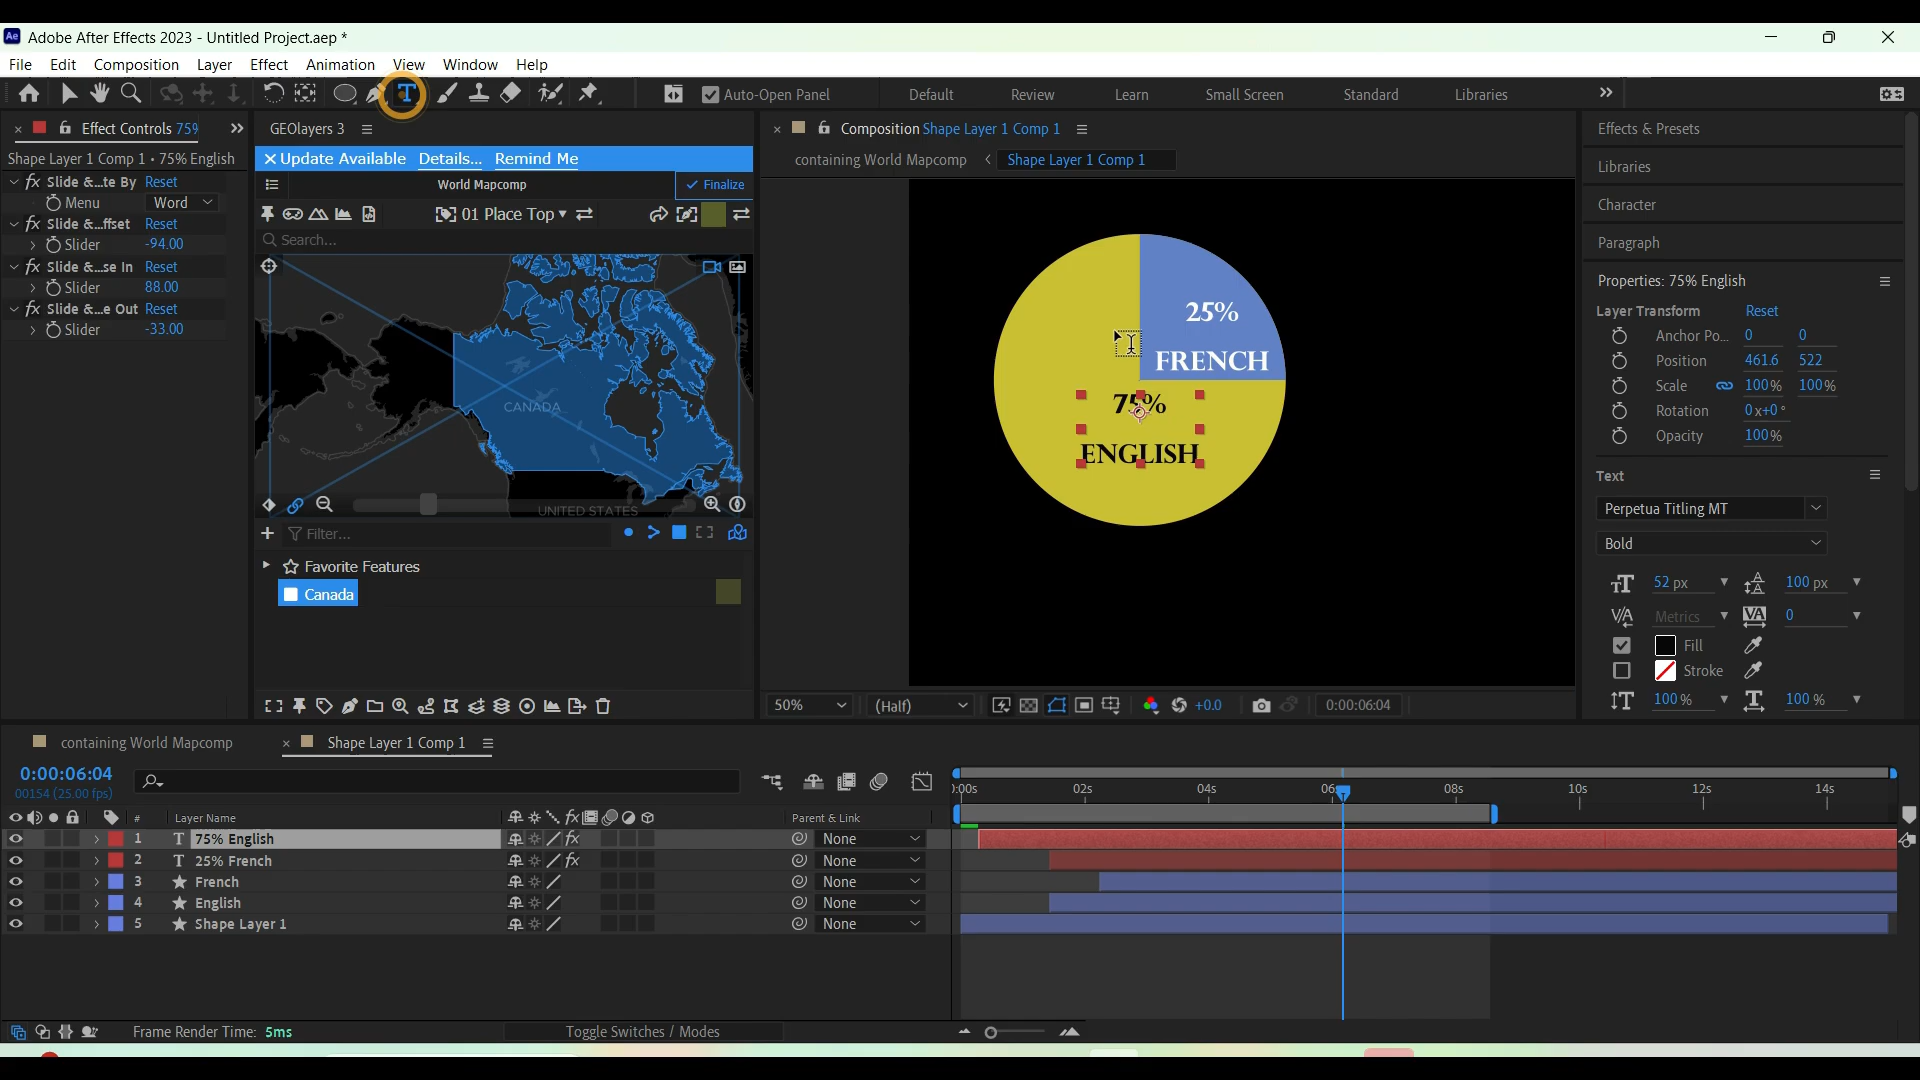 Ae Adobe After Effects 2023 - Untitled Project.aep *
File Edit Composition Layer Effect Animation View Window Help
T Auto-Open Panel Default Review Learn Small Screen Standard Libraries
Effect Controls 75%
GEOlayers 3
Composition Shape Layer 1 Comp 1
Effects & Presets
Shape Layer 1 Comp 1 • 75% English
Update Available Details... Remind Me
containing World Mapcomp Shape Layer 1 Comp 1
Libraries
fx Slide &...te By Reset
World Mapcomp
Finalize
Menu Word
Character
fx Slide &...ffset Reset
01 Place Top
Slider -94.00
Search...
Paragraph
fx Slide &...se In Reset
Slider 88.00
fx Slide &...e Out Reset
Slider -33.00
CANADA
UNITED STATES
Filter...
Favorite Features
Canada
25%
FRENCH
75%
ENGLISH
50% (Half) +0.0 0:00:06:04
Properties: 75% English
Layer Transform Reset
Anchor Po... 0 0
Position 461.6 522
Scale 100% 100%
Rotation 0x+0°
Opacity 100%
Text
Perpetua Titling MT
Bold
52 px 100 px
Metrics 0
Fill
Stroke
100 % 100 %
containing World Mapcomp Shape Layer 1 Comp 1
0:00:06:04
00154 (25.00 fps)
):00s 02s 04s 06s 08s 10s 12s 14s
# Layer Name fx Parent & Link
1 T 75% English fx None
2 T 25% French fx None
3 French None
4 English None
5 Shape Layer 1 None
Frame Render Time: 5ms Toggle Switches / Modes